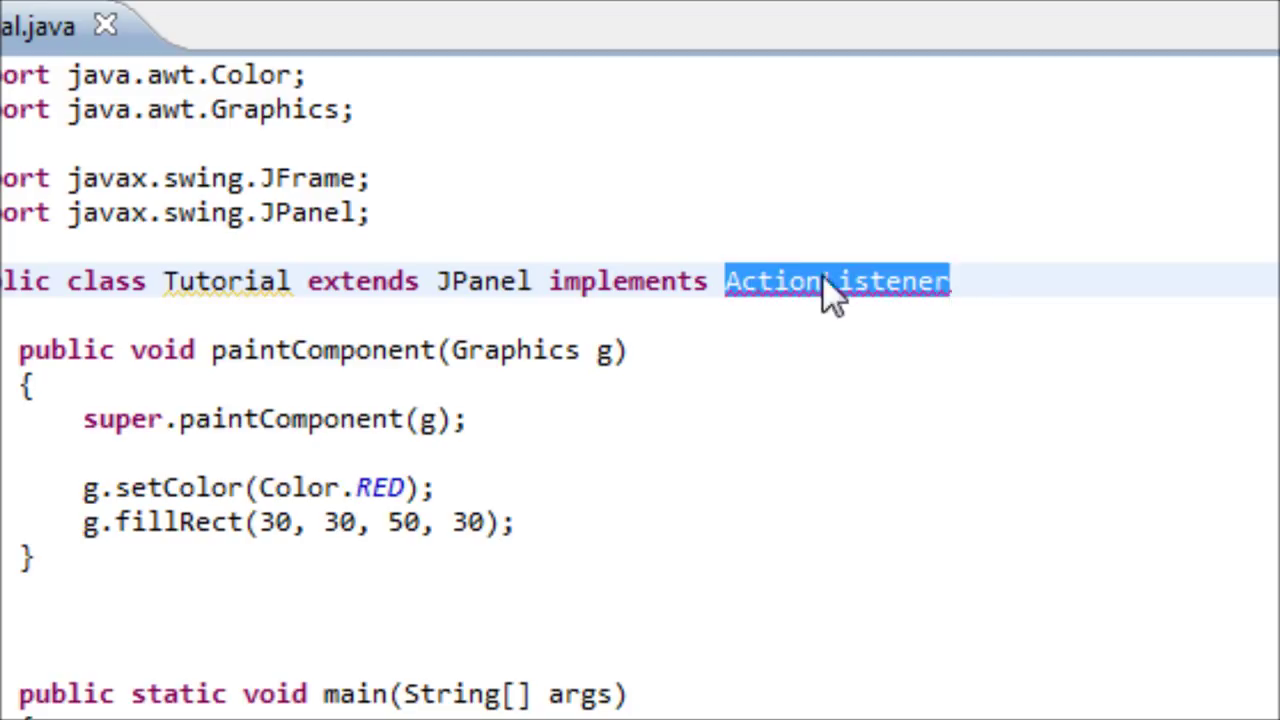 al.java
ort java.awt.Color;
ort java.awt.Graphics;
ort javax.swing.JFrame;
ort javax.swing.JPanel;
lic class Tutorial extends JPanel implements ActionListener
public void paintComponent(Graphics g)
{
super.paintComponent(g);
g.setColor(Color.RED);
g.fillRect(30, 30, 50, 30);
}
public static void main(String[] args)